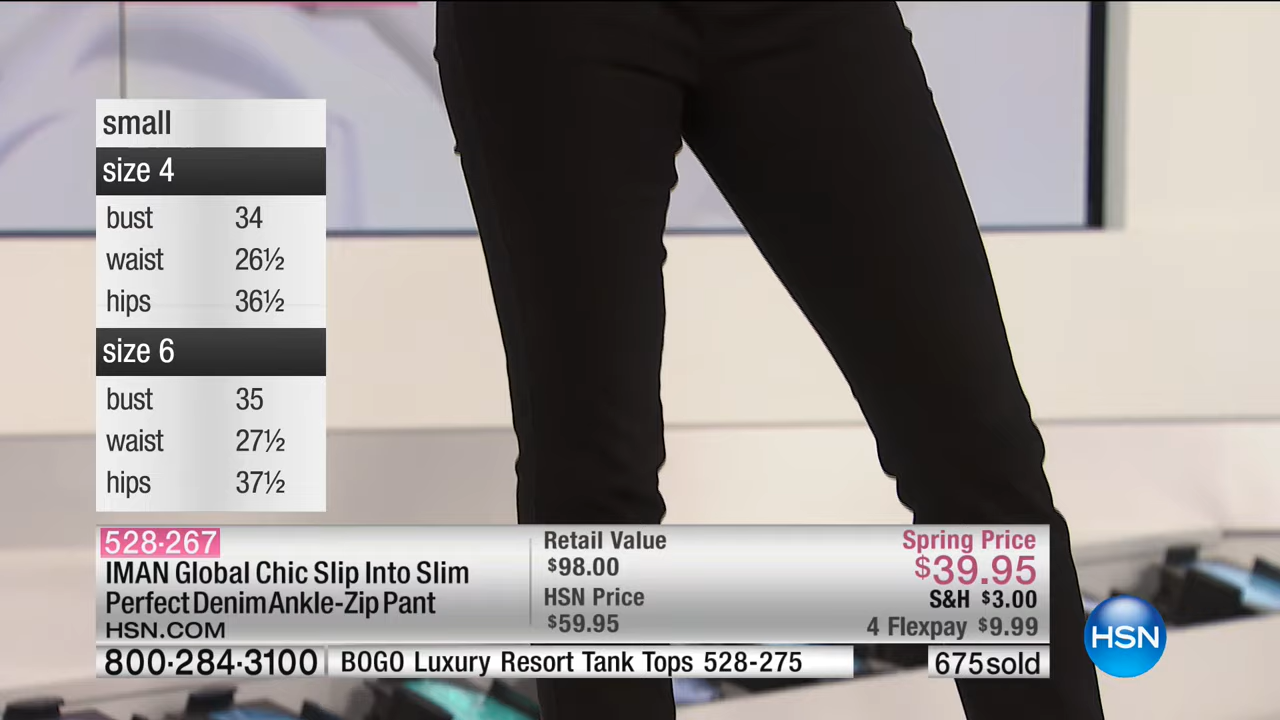 small
size 4
bust 34
waist 26½
hips 36½
size 6
bust 35
waist 27½
hips 37½
528-267
IMAN Global Chic Slip Into Slim
Perfect Denim Ankle-Zip Pant
HSN.COM
Retail Value
$98.00
HSN Price
$59.95
Spring Price
$39.95
S&H $3.00
4 Flexpay $9.99
HSN
800·284·3100
BOGO Luxury Resort Tank Tops 528-275
675 sold